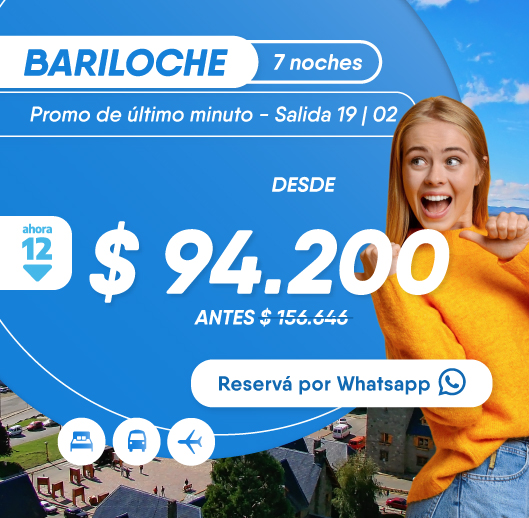 BARILOCHE
7 noches
Promo de último minuto - Salida 19 | 02
DESDE
ahora
12
$ 94.200
ANTES $ 156.646
Reservá por Whatsapp